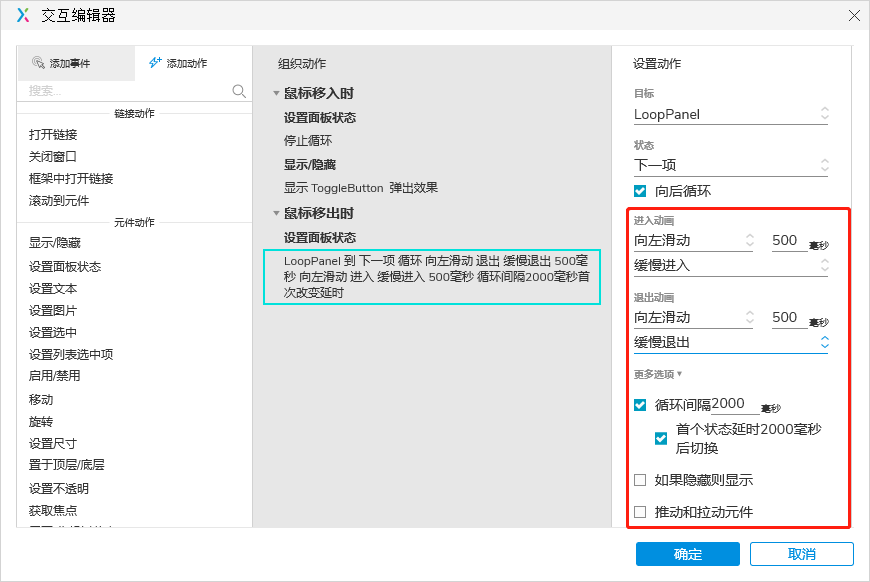 交互编辑器
添加事件
添加动作
搜索...
链接动作
打开链接
关闭窗口
框架中打开链接
滚动到元件
元件动作
显示/隐藏
设置面板状态
设置文本
设置图片
设置选中
设置列表选中项
启用/禁用
移动
旋转
设置尺寸
置于顶层/底层
设置不透明
获取焦点
组织动作
鼠标移入时
设置面板状态
停止循环
显示/隐藏
显示 ToggleButton 弹出效果
鼠标移出时
设置面板状态
LoopPanel 到 下一项 循环 向左滑动 退出 缓慢退出 500毫
秒 向左滑动 进入 缓慢进入 500毫秒 循环间隔2000毫秒首
次改变延时
设置动作
目标
LoopPanel
状态
下一项
向后循环
进入动画
向左滑动 500 毫秒
缓慢进入
退出动画
向左滑动 500 毫秒
缓慢退出
更多选项
循环间隔2000 毫秒
首个状态延时2000毫秒
后切换
如果隐藏则显示
推动和拉动元件
确定
取消